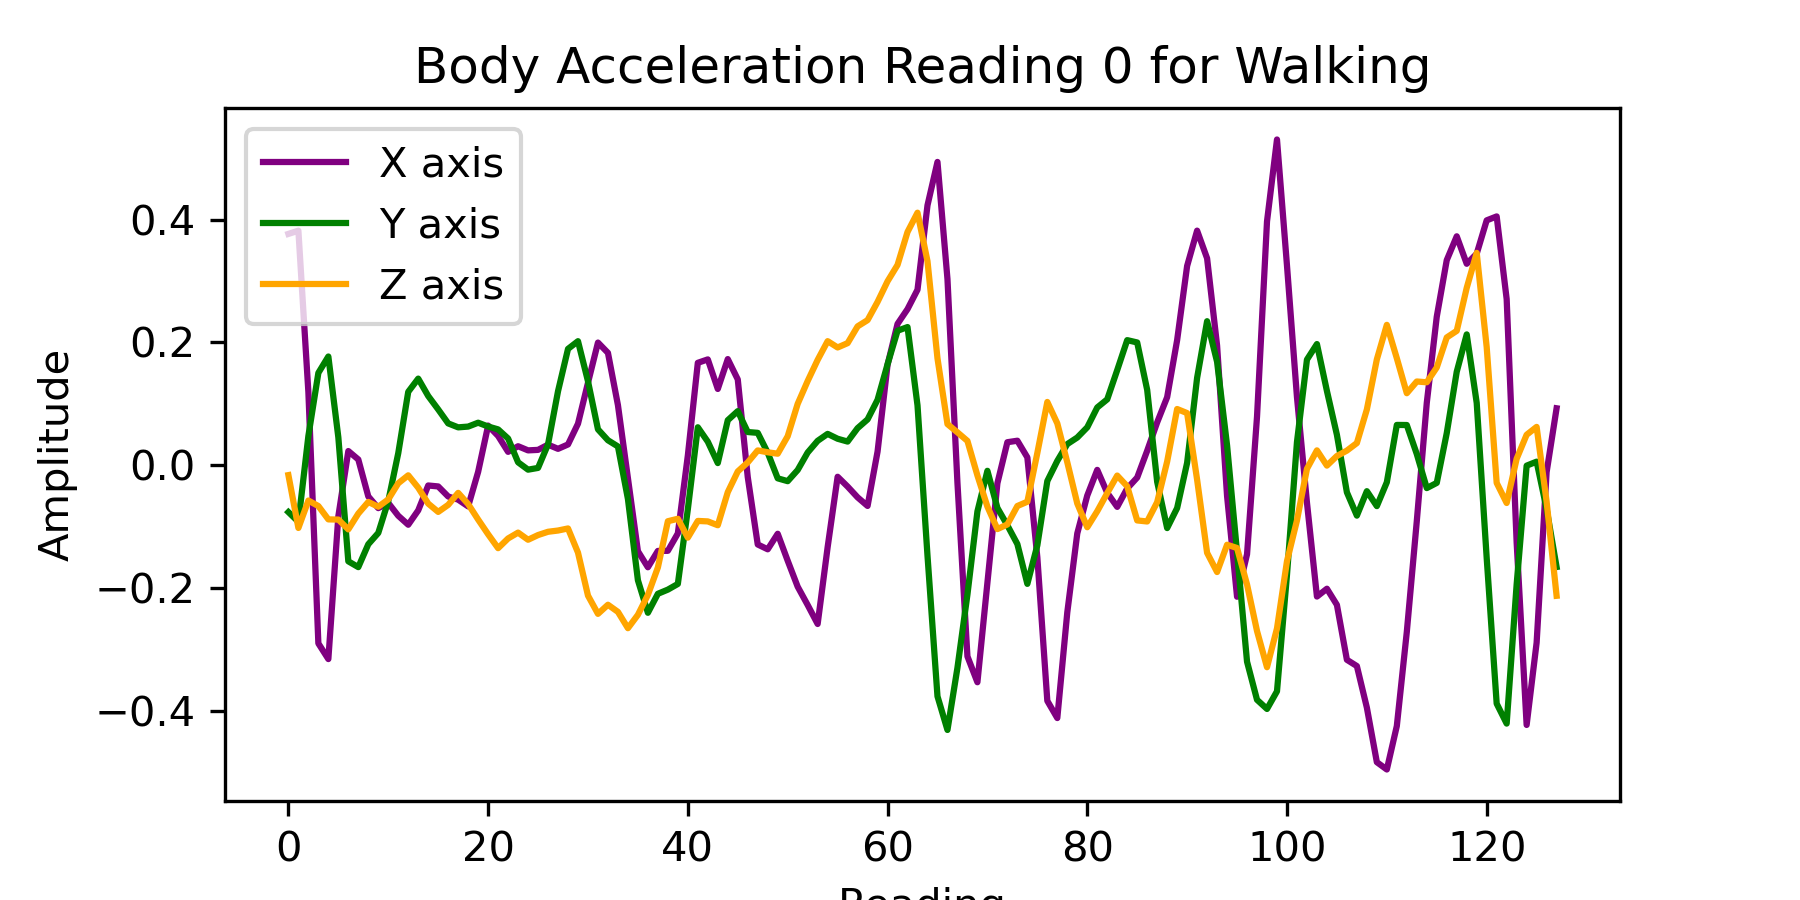 Body Acceleration Reading 0 for Walking
X axis
Y axis
Z axis
Amplitude
0.4
0.2
0.0
−0.2
−0.4
0 20 40 60 80 100 120
Reading